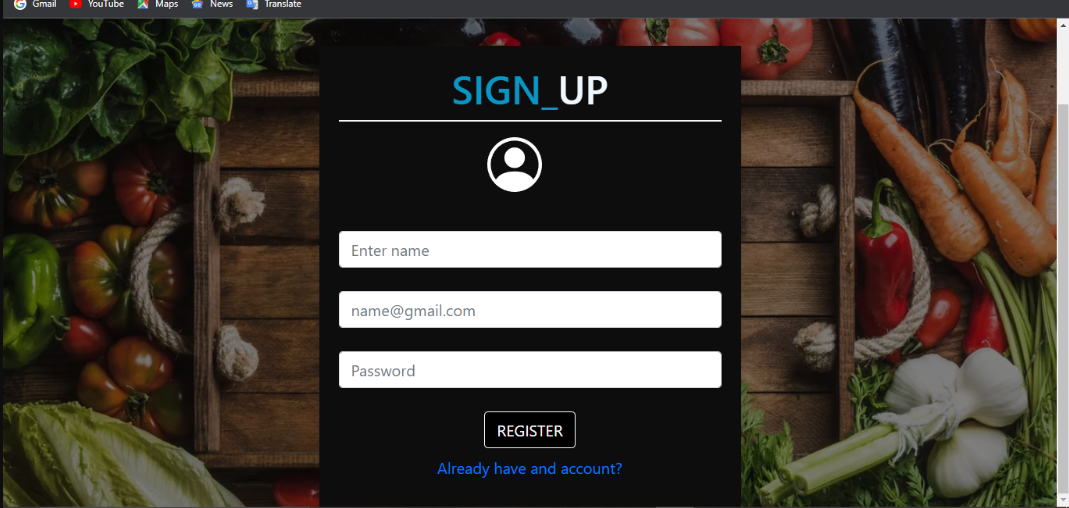 Gmail YouTube Maps News Translate
SIGN_UP
Enter name
name@gmail.com
Password
REGISTER
Already have and account?